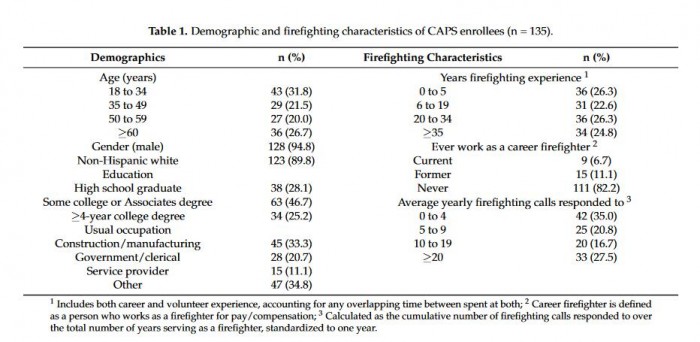 Table 1. Demographic and firefighting characteristics of CAPS enrollees (n = 135).
Demographics n (%) Firefighting Characteristics n (%)
Age (years) Years firefighting experience 1
18 to 34 43 (31.8) 0 to 5 36 (26.3)
35 to 49 29 (21.5) 6 to 19 31 (22.6)
50 to 59 27 (20.0) 20 to 34 36 (26.3)
≥60 36 (26.7) ≥35 34 (24.8)
Gender (male) 128 (94.8) Ever work as a career firefighter 2
Non-Hispanic white 123 (89.8) Current 9 (6.7)
Education Former 15 (11.1)
High school graduate 38 (28.1) Never 111 (82.2)
Some college or Associates degree 63 (46.7) Average yearly firefighting calls responded to 3
≥4-year college degree 34 (25.2) 0 to 4 42 (35.0)
Usual occupation 5 to 9 25 (20.8)
Construction/manufacturing 45 (33.3) 10 to 19 20 (16.7)
Government/clerical 28 (20.7) ≥20 33 (27.5)
Service provider 15 (11.1)
Other 47 (34.8)
1 Includes both career and volunteer experience, accounting for any overlapping time between spent at both; 2 Career firefighter is defined
as a person who works as a firefighter for pay/compensation; 3 Calculated as the cumulative number of firefighting calls responded to over
the total number of years serving as a firefighter, standardized to one year.